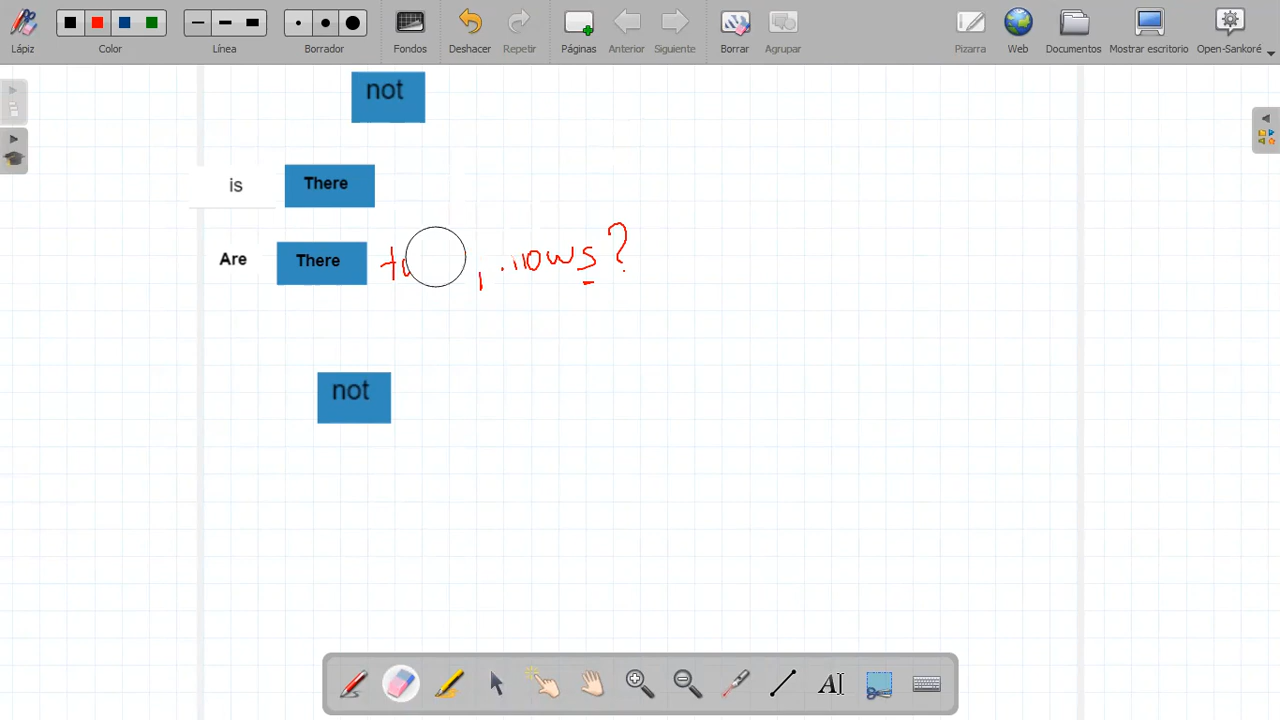 Lápiz Color Línea Borrador Fondos Deshacer Repetir Páginas Anterior Siguiente Borrar Agrupar Pizarra Web Documentos Mostrar escritorio Open-Sankoré
not
is There
Are There
not